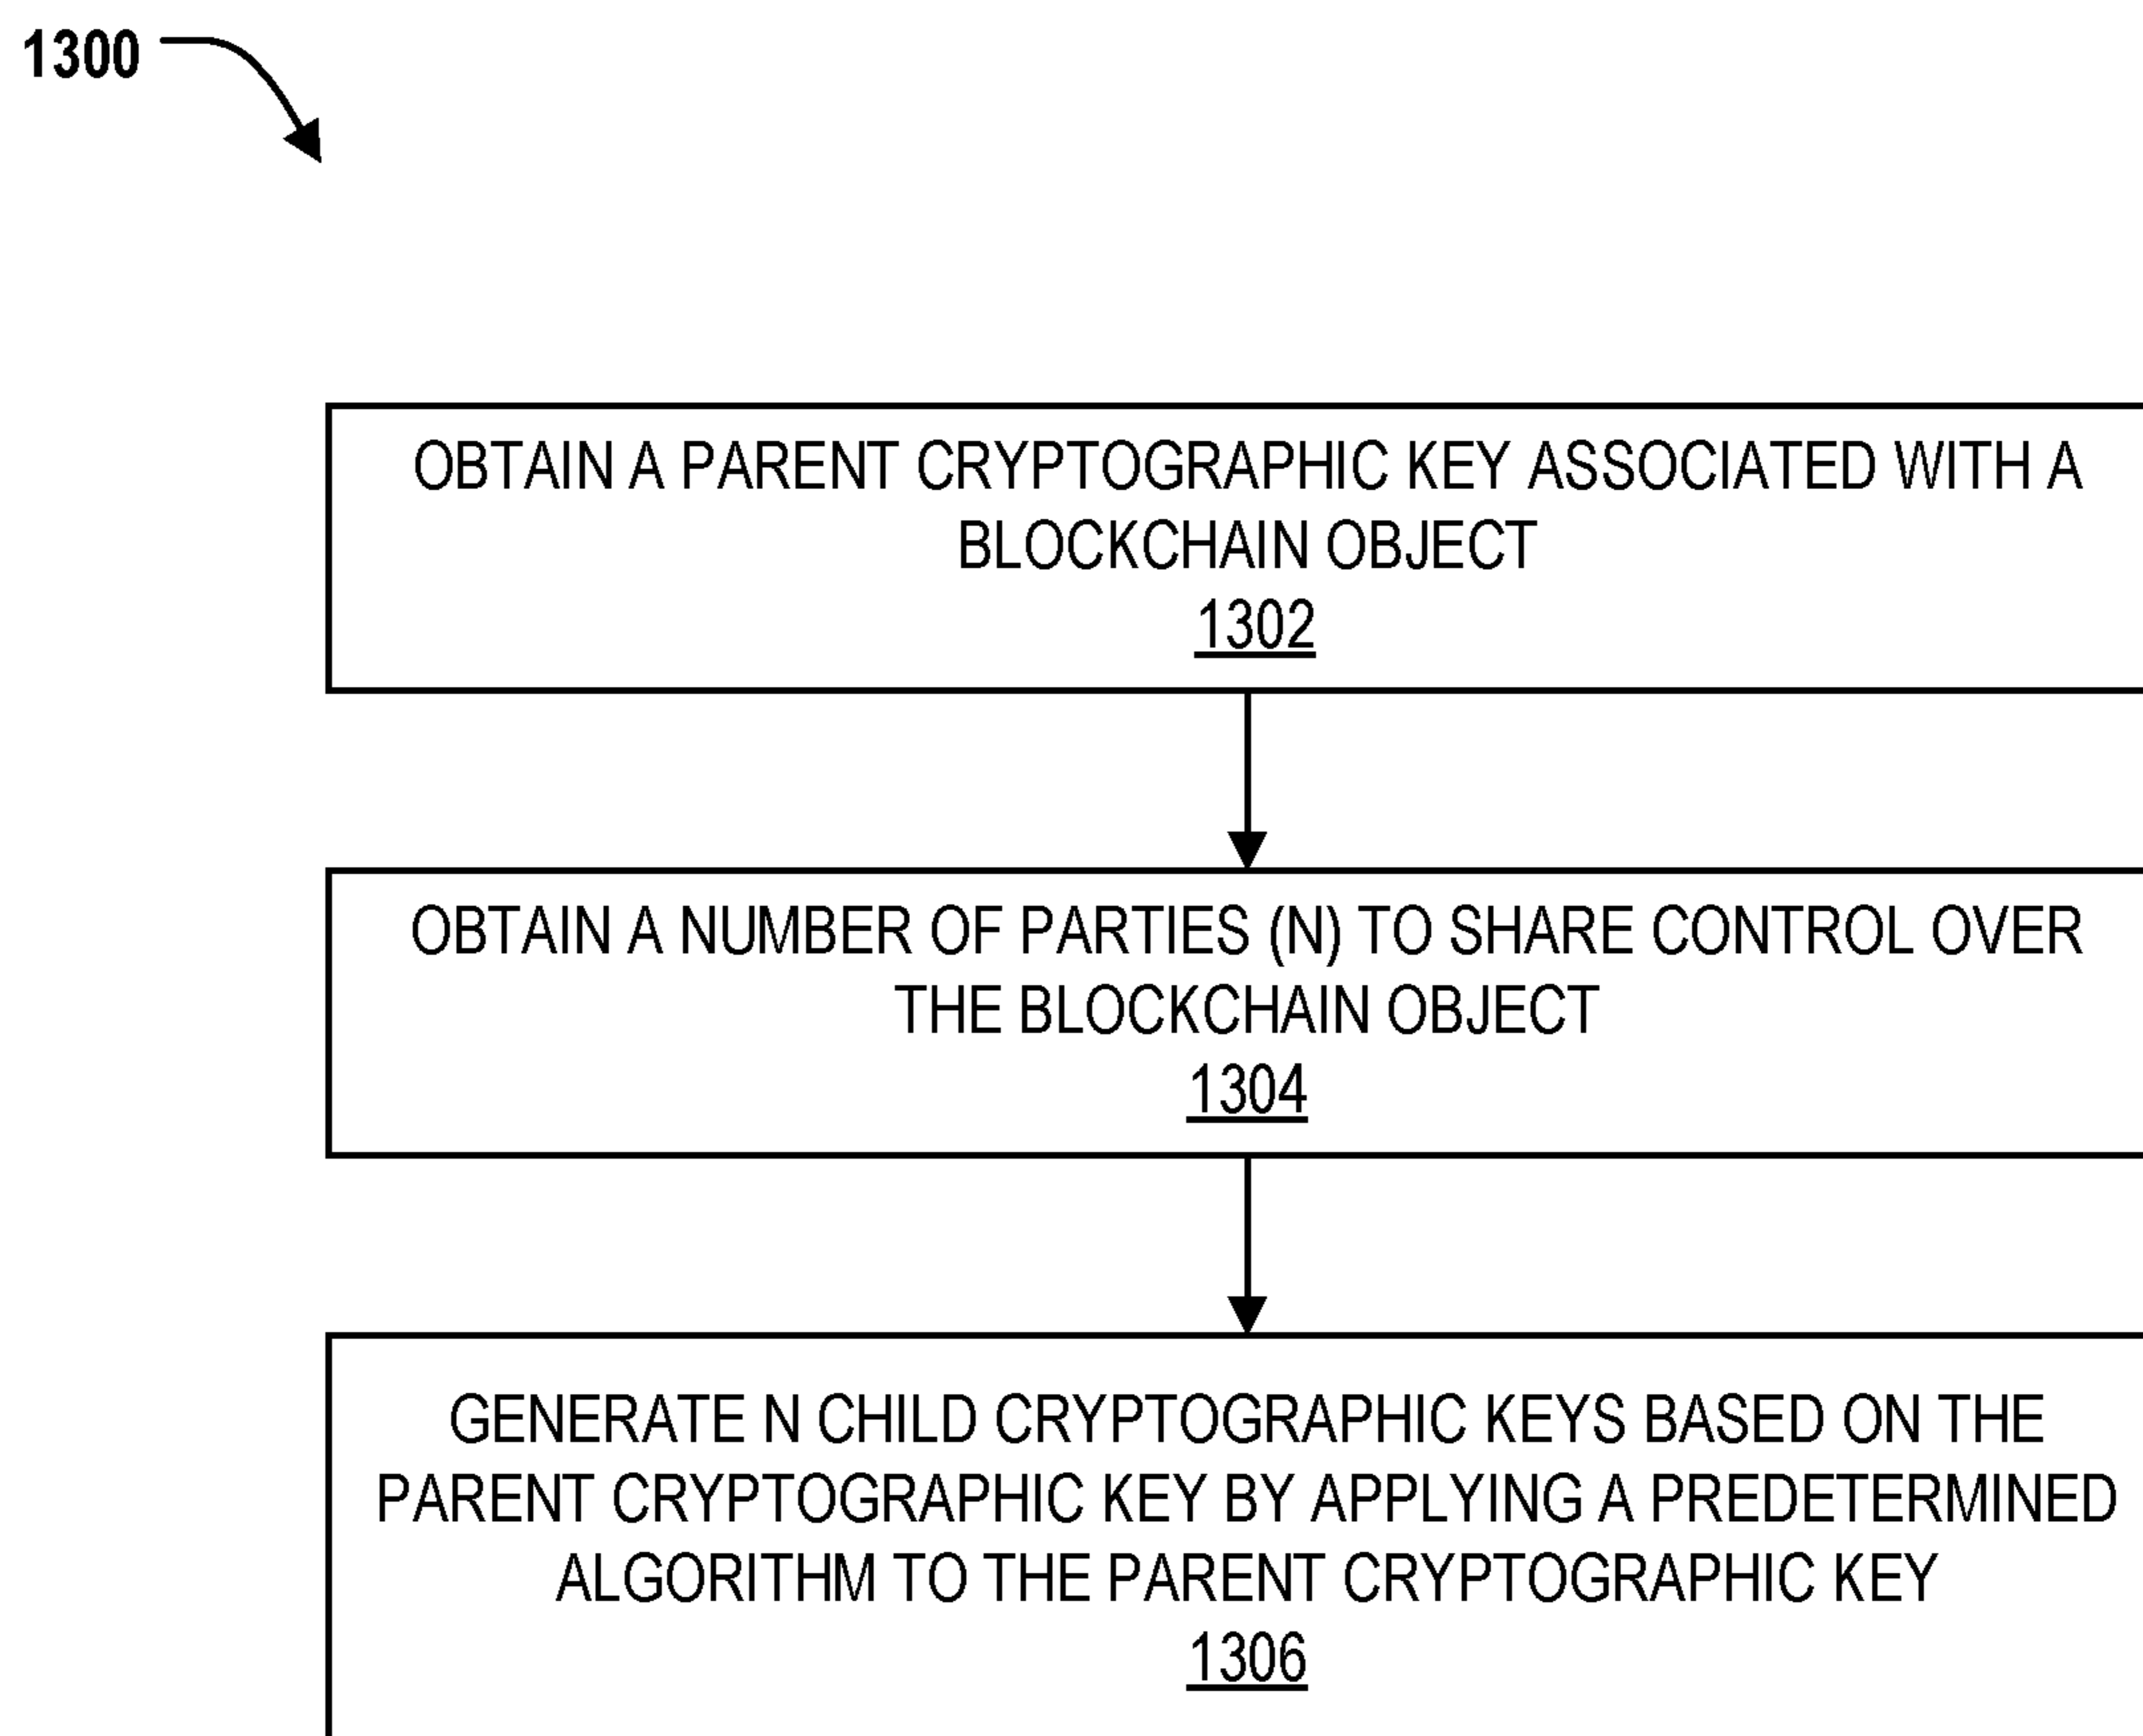 1300
OBTAIN A PARENT CRYPTOGRAPHIC KEY ASSOCIATED WITH A
BLOCKCHAIN OBJECT
1302
OBTAIN A NUMBER OF PARTIES (N) TO SHARE CONTROL OVER
THE BLOCKCHAIN OBJECT
1304
GENERATE N CHILD CRYPTOGRAPHIC KEYS BASED ON THE
PARENT CRYPTOGRAPHIC KEY BY APPLYING A PREDETERMINED
ALGORITHM TO THE PARENT CRYPTOGRAPHIC KEY
1306